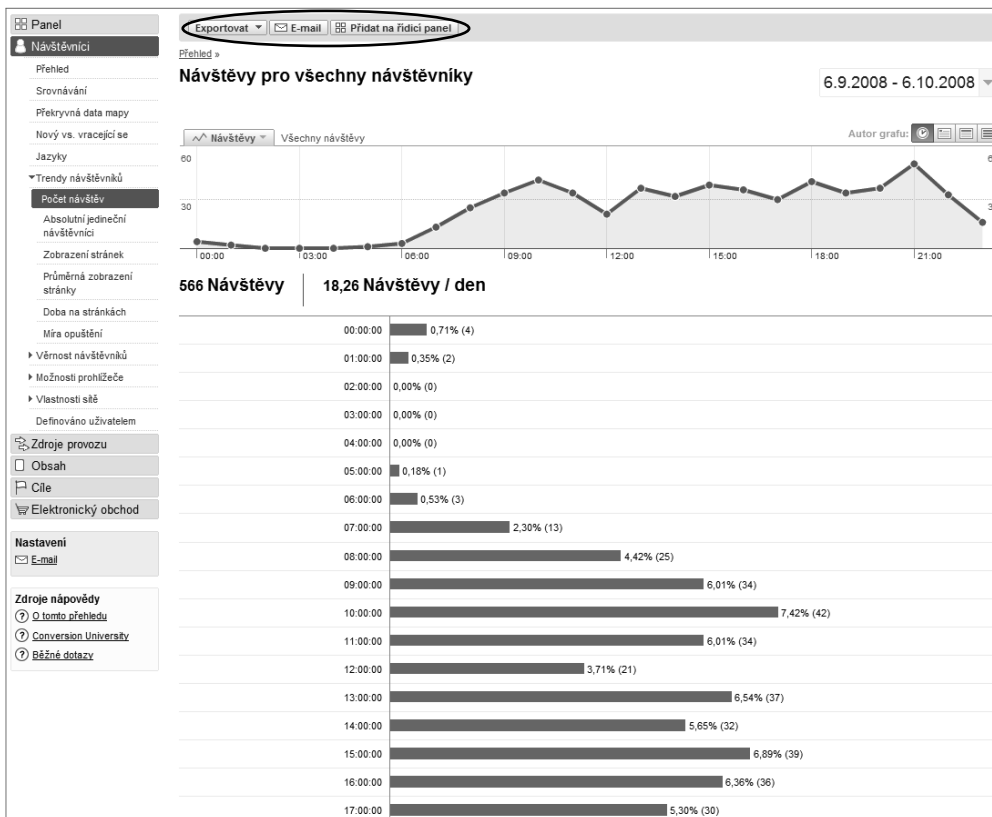 Panel
Návštěvníci
Přehled
Srovnávání
Překryvná data mapy
Nový vs. vracející se
Jazyky
Trendy návštěvníků
Počet návštěv
Absolutní jedineční
návštěvníci
Zobrazení stránek
Průměrná zobrazení
stránky
Doba na stránkách
Míra opuštění
Věrnost návštěvníků
Možnosti prohlížeče
Vlastnosti sítě
Definováno uživatelem
Zdroje provozu
Obsah
Cíle
Elektronický obchod
Nastavení
E-mail
Zdroje nápovědy
O tomto přehledu
Conversion University
Běžné dotazy
Exportovat E-mail Přidat na řídicí panel
Přehled »
Návštěvy pro všechny návštěvníky
6.9.2008 - 6.10.2008
Návštěvy Všechny návštěvy
Autor grafu:
60 6
30 3
00:00 03:00 06:00 09:00 12:00 15:00 18:00 21:00
566 Návštěvy 18,26 Návštěvy / den
00:00:00 0,71% (4)
01:00:00 0,35% (2)
02:00:00 0,00% (0)
03:00:00 0,00% (0)
04:00:00 0,00% (0)
05:00:00 0,18% (1)
06:00:00 0,53% (3)
07:00:00 2,30% (13)
08:00:00 4,42% (25)
09:00:00 6,01% (34)
10:00:00 7,42% (42)
11:00:00 6,01% (34)
12:00:00 3,71% (21)
13:00:00 6,54% (37)
14:00:00 5,65% (32)
15:00:00 6,89% (39)
16:00:00 6,36% (36)
17:00:00 5,30% (30)